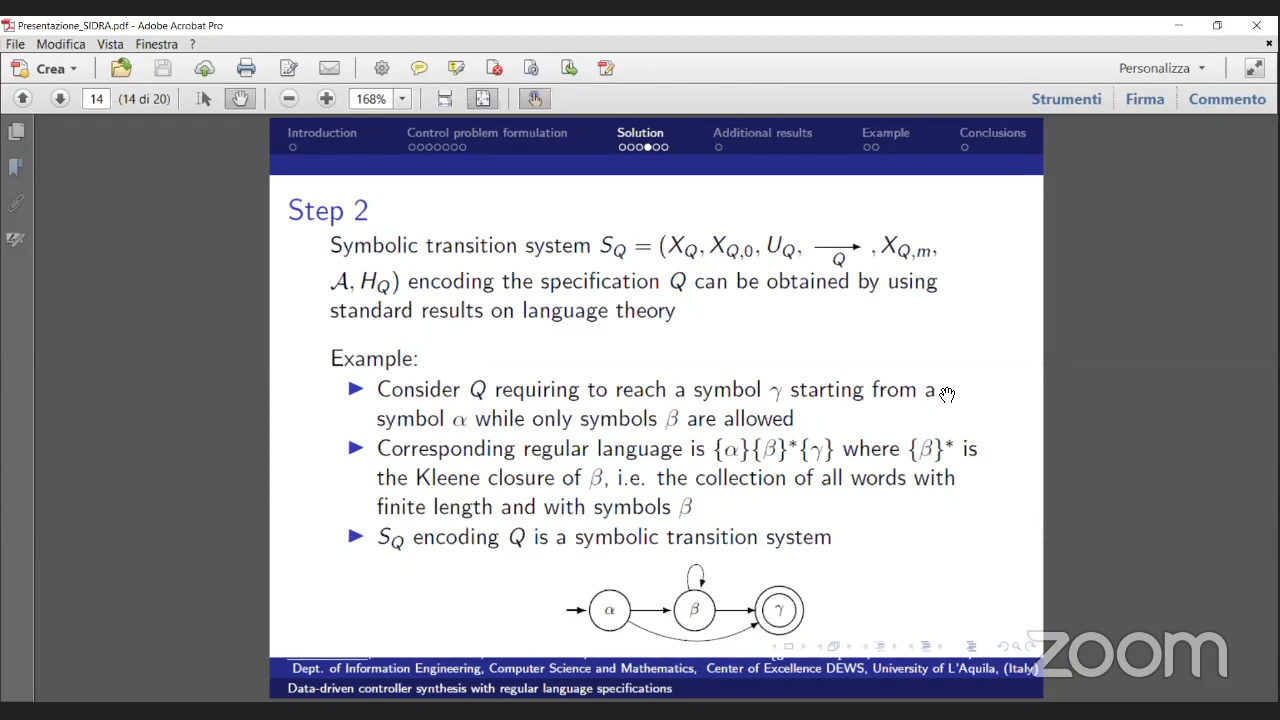 Presentazione_SIDRA.pdf - Adobe Acrobat Pro
File Modifica Vista Finestra ?
Crea Personalizza
14 (14 di 20) 168% Strumenti Firma Commento
Introduction Control problem formulation Solution Additional results Example Conclusions
Step 2
Symbolic transition system S_Q = (X_Q, X_{Q,0}, U_Q, ⟶_Q , X_{Q,m},
𝒜, H_Q) encoding the specification Q can be obtained by using
standard results on language theory
Example:
▶ Consider Q requiring to reach a symbol γ starting from a
symbol α while only symbols β are allowed
▶ Corresponding regular language is {α}{β}*{γ} where {β}* is
the Kleene closure of β, i.e. the collection of all words with
finite length and with symbols β
▶ S_Q encoding Q is a symbolic transition system
α β γ
zoom
Dept. of Information Engineering, Computer Science and Mathematics, Center of Excellence DEWS, University of L'Aquila, (Italy)
Data-driven controller synthesis with regular language specifications